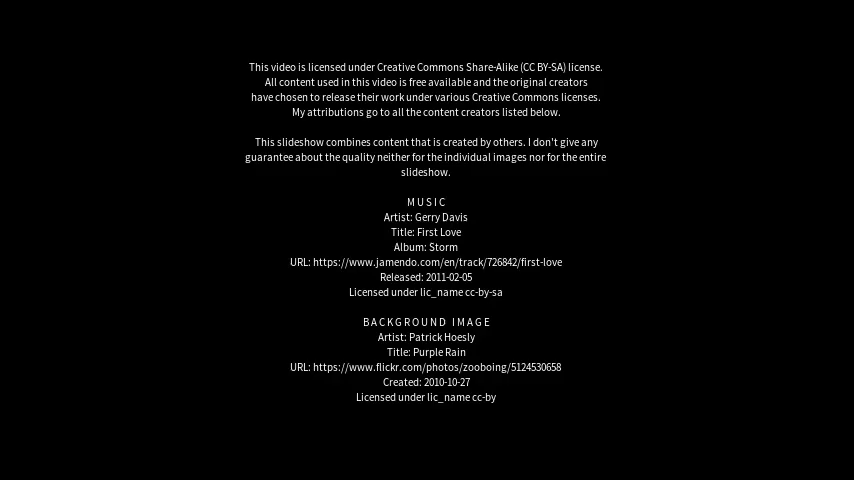 This video is licensed under Creative Commons Share-Alike (CC BY-SA) license.
All content used in this video is free available and the original creators
have chosen to release their work under various Creative Commons licenses.
My attributions go to all the content creators listed below.
This slideshow combines content that is created by others. I don't give any
guarantee about the quality neither for the individual images nor for the entire
slideshow.
MUSIC
Artist: Gerry Davis
Title: First Love
Album: Storm
URL: https://www.jamendo.com/en/track/726842/first-love
Released: 2011-02-05
Licensed under lic_name cc-by-sa
BACKGROUND IMAGE
Artist: Patrick Hoesly
Title: Purple Rain
URL: https://www.flickr.com/photos/zooboing/5124530658
Created: 2010-10-27
Licensed under lic_name cc-by